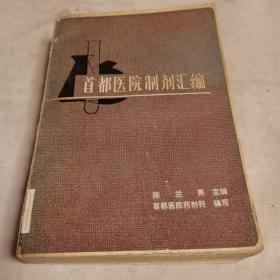 首都医院制剂汇编
陈兰英 主编
首都医院药剂科 编写